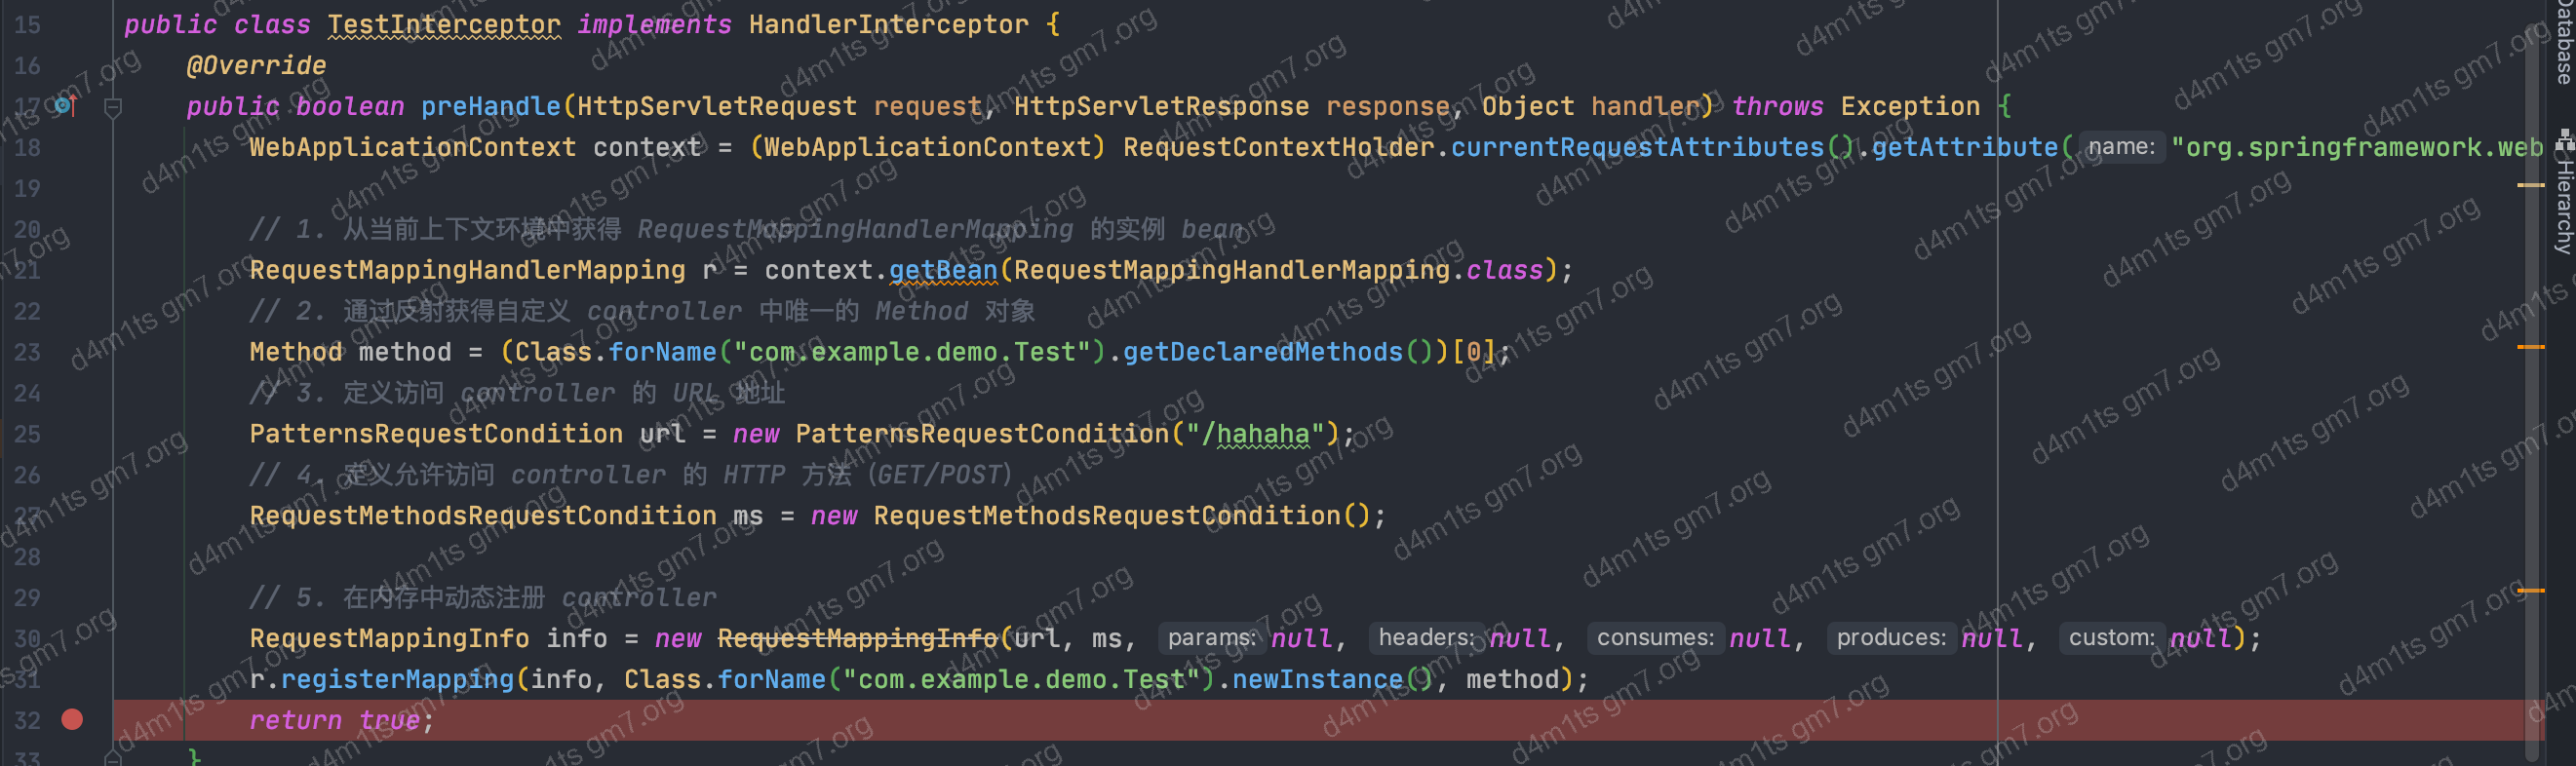 15 public class TestInterceptor implements HandlerInterceptor {
16 @Override
17 public boolean preHandle(HttpServletRequest request, HttpServletResponse response, Object handler) throws Exception {
18 WebApplicationContext context = (WebApplicationContext) RequestContextHolder.currentRequestAttributes().getAttribute( name: "org.springframework.web
19
20 // 1. 从当前上下文环境中获得 RequestMappingHandlerMapping 的实例 bean
21 RequestMappingHandlerMapping r = context.getBean(RequestMappingHandlerMapping.class);
22 // 2. 通过反射获得自定义 controller 中唯一的 Method 对象
23 Method method = (Class.forName("com.example.demo.Test").getDeclaredMethods())[0];
24 // 3. 定义访问 controller 的 URL 地址
25 PatternsRequestCondition url = new PatternsRequestCondition("/hahaha");
26 // 4. 定义允许访问 controller 的 HTTP 方法（GET/POST）
27 RequestMethodsRequestCondition ms = new RequestMethodsRequestCondition();
28
29 // 5. 在内存中动态注册 controller
30 RequestMappingInfo info = new RequestMappingInfo(url, ms, params: null, headers: null, consumes: null, produces: null, custom: null);
31 r.registerMapping(info, Class.forName("com.example.demo.Test").newInstance(), method);
32 return true;
33 }
Database
Hierarchy
d4m1ts gm7.org